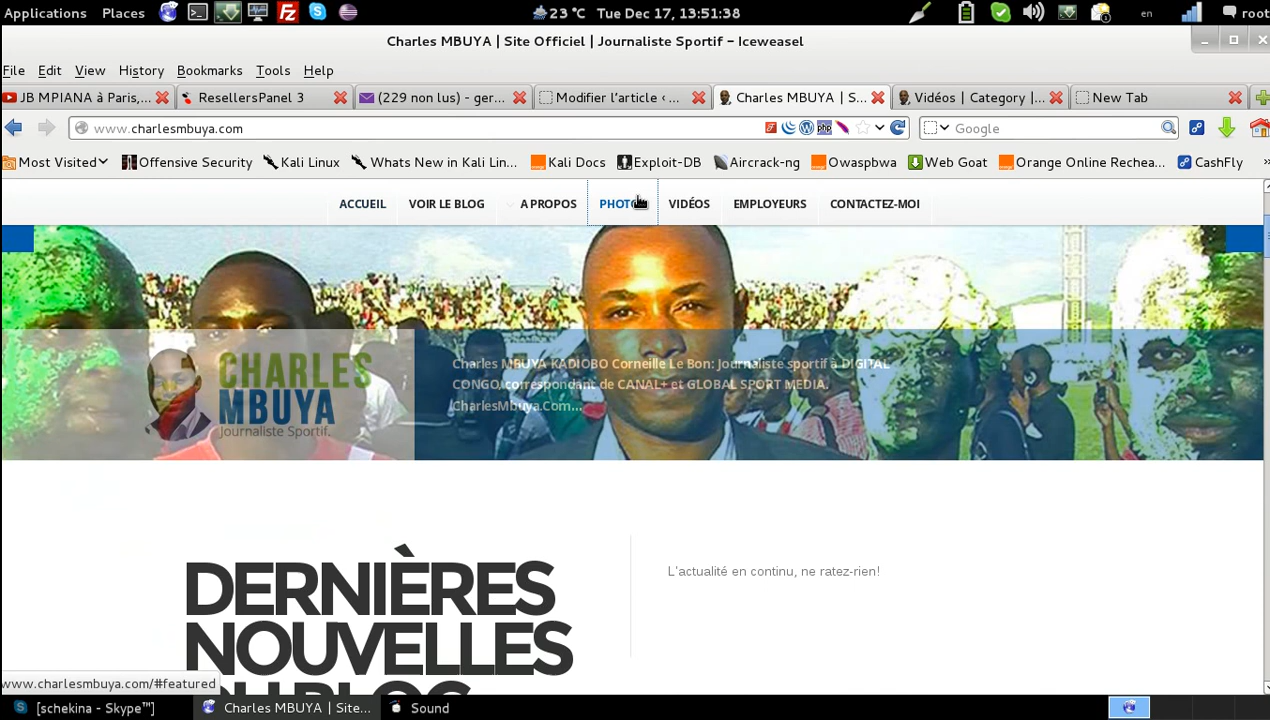 Applications Places 23 °C Tue Dec 17, 13:51:38 en root
Charles MBUYA | Site Officiel | Journaliste Sportif - Iceweasel
File Edit View History Bookmarks Tools Help
JB MPIANA à Paris,... ResellersPanel 3 (229 non lus) - ger... Modifier l'article ‹ ... Charles MBUYA | S... Vidéos | Category |... New Tab
www.charlesmbuya.com php Google
Most Visited Offensive Security Kali Linux Whats New in Kali Lin... Kali Docs Exploit-DB Aircrack-ng Owaspbwa Web Goat Orange Online Rechea... CashFly »
ACCUEIL VOIR LE BLOG A PROPOS PHOTO VIDÉOS EMPLOYEURS CONTACTEZ-MOI
CHARLES
MBUYA
Journaliste Sportif.
Charles MBUYA KADIOBO Corneille Le Bon: Journaliste sportif à DIGITAL
CONGO, correspondant de CANAL+ et GLOBAL SPORT MEDIA.
CharlesMbuya.Com...
DERNIÈRES
NOUVELLES
DU BLOG
L'actualité en continu, ne ratez-rien!
www.charlesmbuya.com/#featured
[schekina - Skype™] Charles MBUYA | Site... Sound